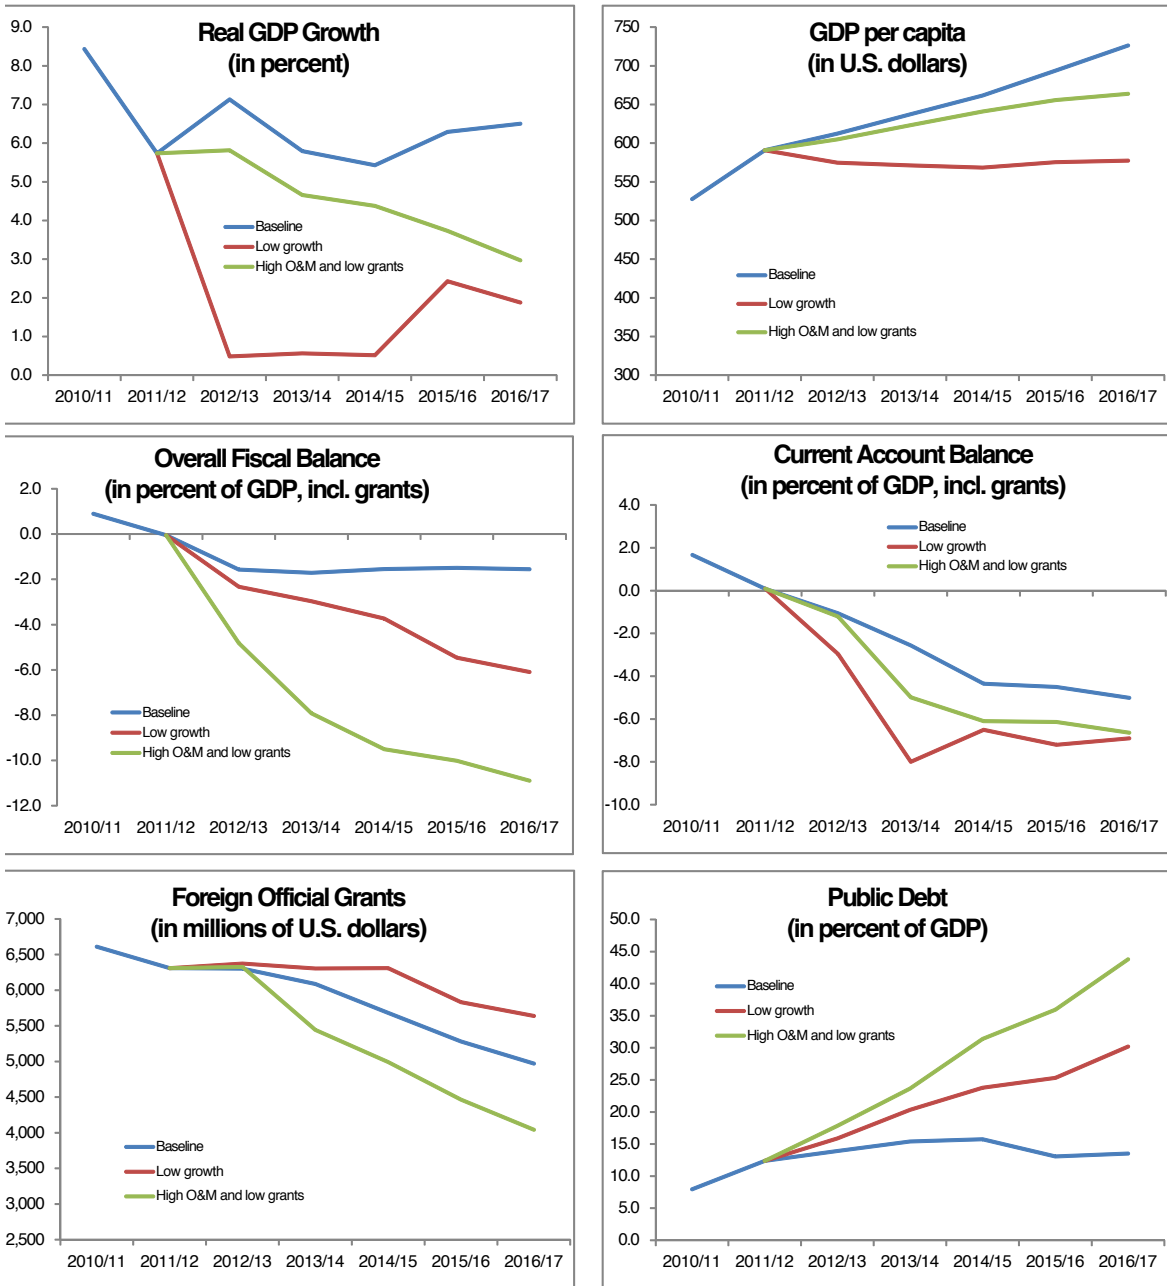 Real GDP Growth
(in percent)
9.0
8.0
7.0
6.0
5.0
4.0
3.0
2.0
1.0
0.0
Baseline
Low growth
High O&M and low grants
2010/11 2011/12 2012/13 2013/14 2014/15 2015/16 2016/17
GDP per capita
(in U.S. dollars)
750
700
650
600
550
500
450
400
350
300
Baseline
Low growth
High O&M and low grants
2010/11 2011/12 2012/13 2013/14 2014/15 2015/16 2016/17
Overall Fiscal Balance
(in percent of GDP, incl. grants)
2.0
0.0
-2.0
-4.0
-6.0
-8.0
-10.0
-12.0
Baseline
Low growth
High O&M and low grants
2010/11 2011/12 2012/13 2013/14 2014/15 2015/16 2016/17
Current Account Balance
(in percent of GDP, incl. grants)
4.0
2.0
0.0
-2.0
-4.0
-6.0
-8.0
-10.0
Baseline
Low growth
High O&M and low grants
2010/11 2011/12 2012/13 2013/14 2014/15 2015/16 2016/17
Foreign Official Grants
(in millions of U.S. dollars)
7,000
6,500
6,000
5,500
5,000
4,500
4,000
3,500
3,000
2,500
Baseline
Low growth
High O&M and low grants
2010/11 2011/12 2012/13 2013/14 2014/15 2015/16 2016/17
Public Debt
(in percent of GDP)
50.0
45.0
40.0
35.0
30.0
25.0
20.0
15.0
10.0
5.0
0.0
Baseline
Low growth
High O&M and low grants
2010/11 2011/12 2012/13 2013/14 2014/15 2015/16 2016/17